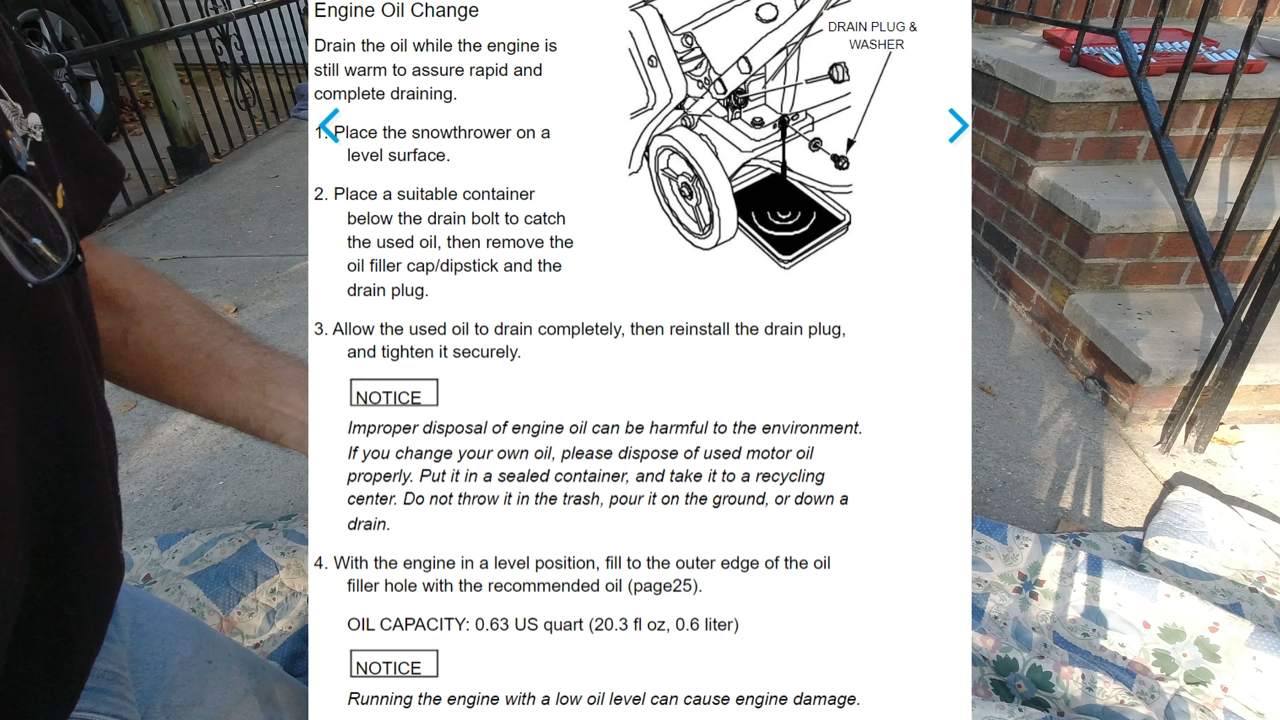 Engine Oil Change
Drain the oil while the engine is
still warm to assure rapid and
complete draining.
1. Place the snowthrower on a
level surface.
2. Place a suitable container
below the drain bolt to catch
the used oil, then remove the
oil filler cap/dipstick and the
drain plug.
DRAIN PLUG &
WASHER
3. Allow the used oil to drain completely, then reinstall the drain plug,
and tighten it securely.
NOTICE
Improper disposal of engine oil can be harmful to the environment.
If you change your own oil, please dispose of used motor oil
properly. Put it in a sealed container, and take it to a recycling
center. Do not throw it in the trash, pour it on the ground, or down a
drain.
4. With the engine in a level position, fill to the outer edge of the oil
filler hole with the recommended oil (page25).
OIL CAPACITY: 0.63 US quart (20.3 fl oz, 0.6 liter)
NOTICE
Running the engine with a low oil level can cause engine damage.